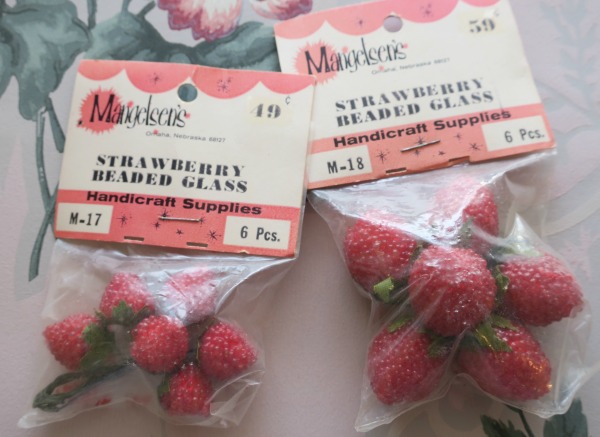 Mangelsen's
49¢
Omaha, Nebraska 68127
STRAWBERRY
BEADED GLASS
Handicraft Supplies
M-17
6 Pcs.
Mangelsen's
59¢
Omaha, Nebraska 68127
STRAWBERRY
BEADED GLASS
Handicraft Supplies
M-18
6 Pcs.